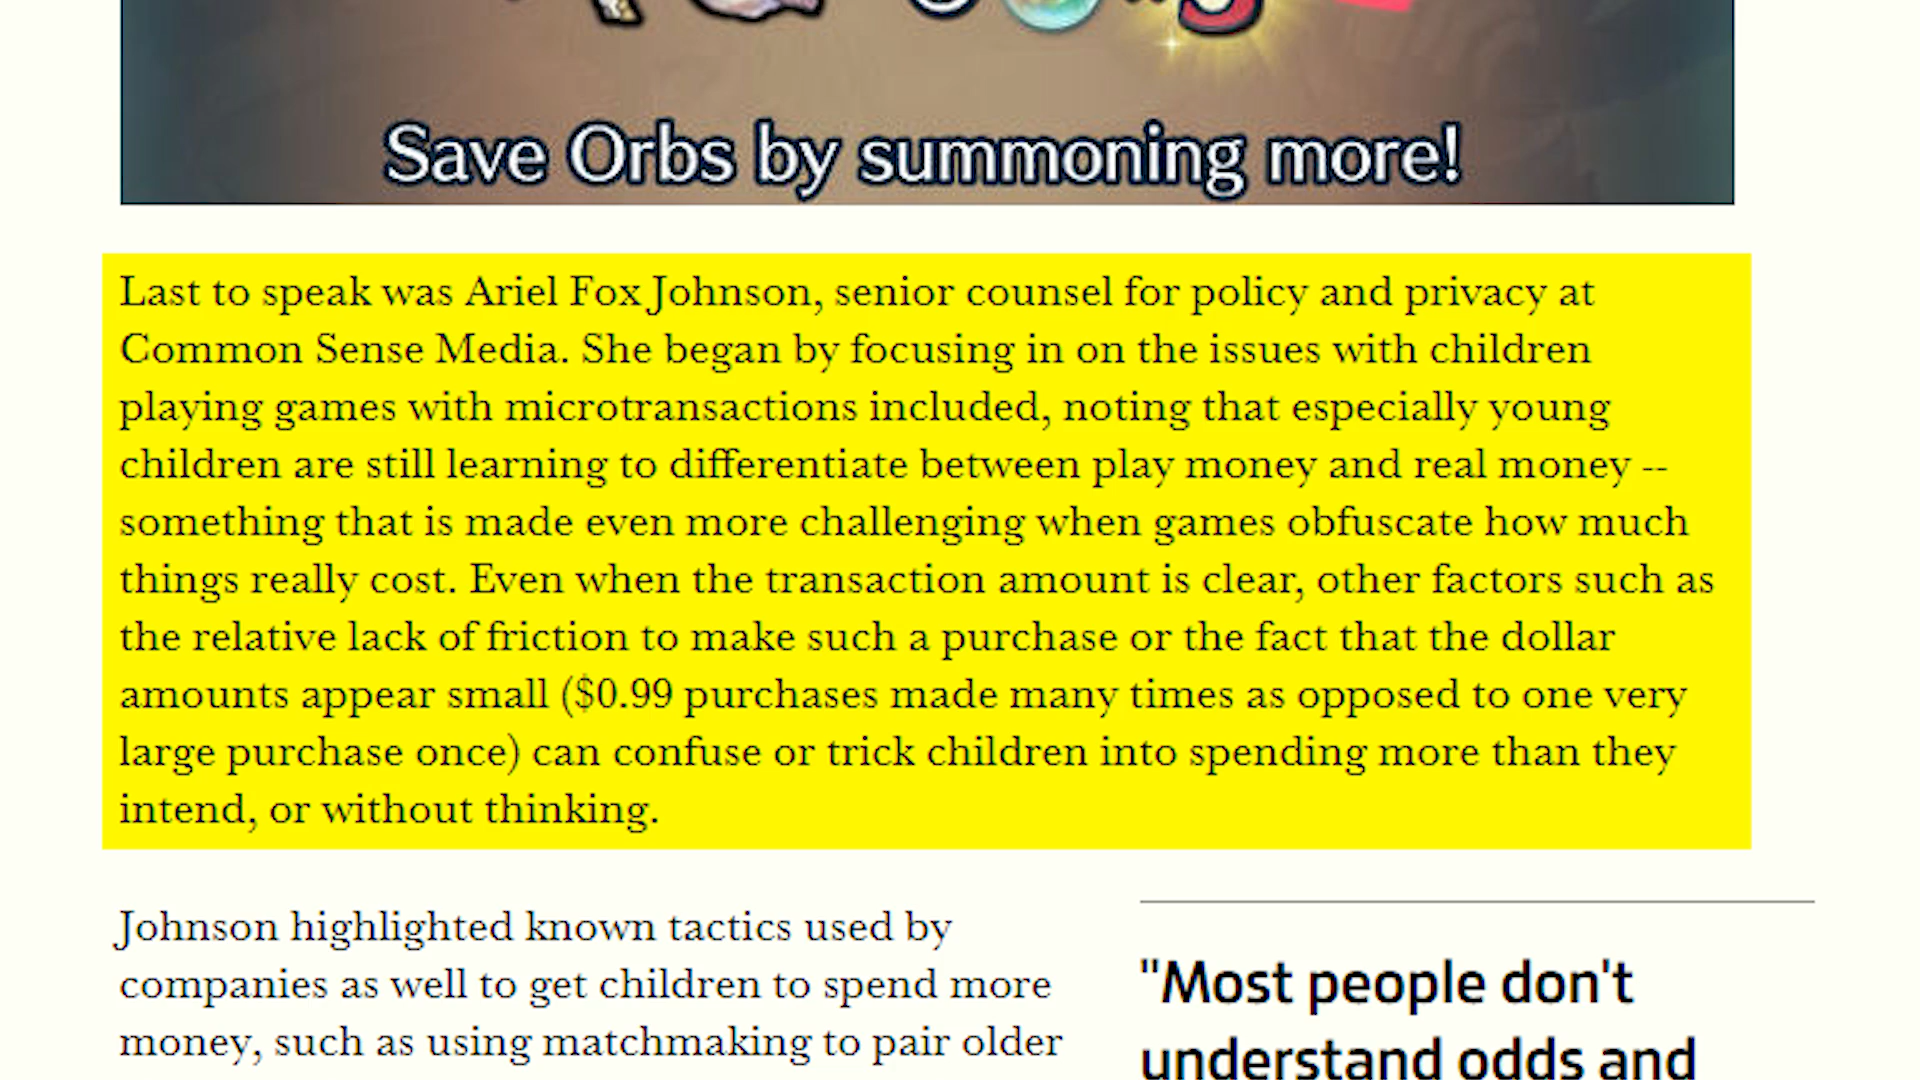 Save Orbs by summoning more!
Last to speak was Ariel Fox Johnson, senior counsel for policy and privacy at
Common Sense Media. She began by focusing in on the issues with children
playing games with microtransactions included, noting that especially young
children are still learning to differentiate between play money and real money --
something that is made even more challenging when games obfuscate how much
things really cost. Even when the transaction amount is clear, other factors such as
the relative lack of friction to make such a purchase or the fact that the dollar
amounts appear small ($0.99 purchases made many times as opposed to one very
large purchase once) can confuse or trick children into spending more than they
intend, or without thinking.
Johnson highlighted known tactics used by
companies as well to get children to spend more
money, such as using matchmaking to pair older
"Most people don't
understand odds and